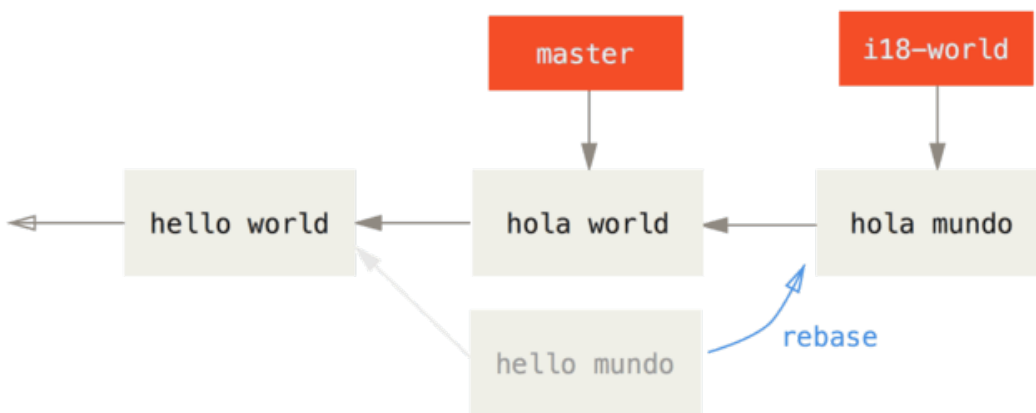 master
i18-world
hello world
hola world
hola mundo
hello mundo
rebase